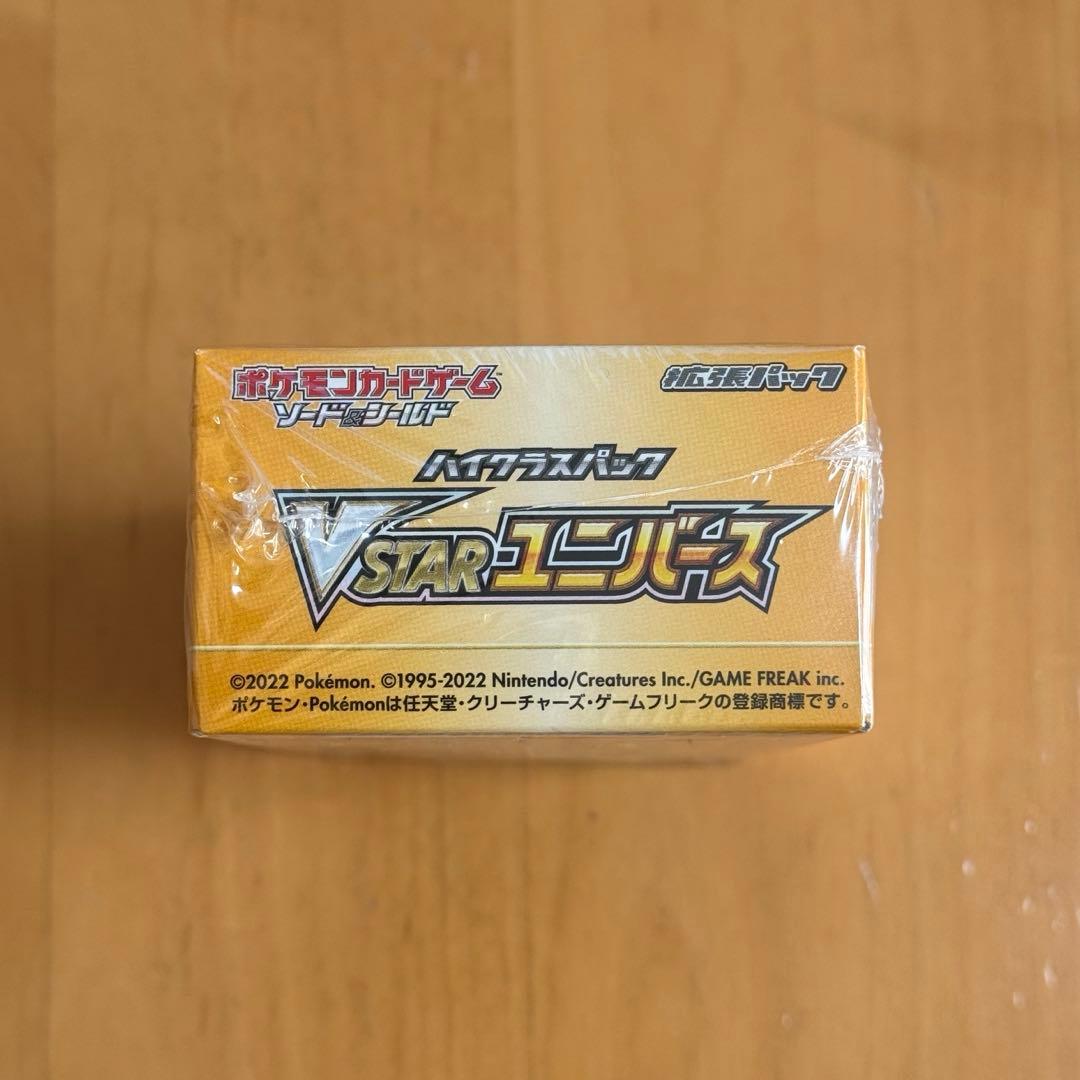 ポケモンカードゲーム
ソード&シールド
拡張パック
ハイクラスパック
VSTARユニバース
©2022 Pokémon. ©1995-2022 Nintendo/Creatures Inc./GAME FREAK inc.
ポケモン・Pokémonは任天堂・クリーチャーズ・ゲームフリークの登録商標です。